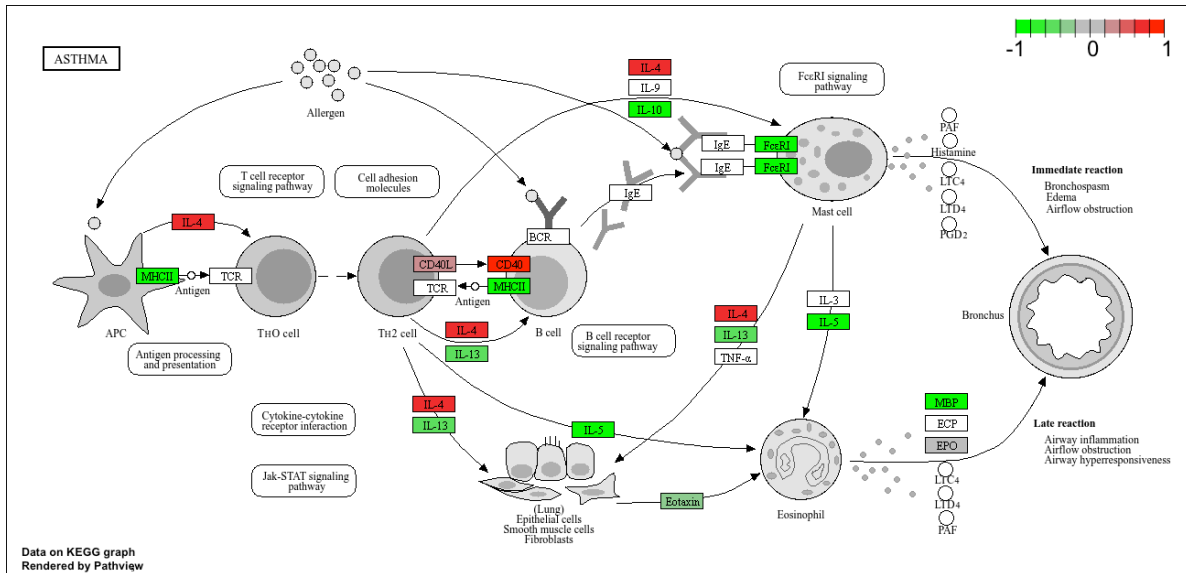 ASTHMA
-1 0 1
Allergen
IL-4
IL-9
IL-10
FcεRI signaling
pathway
IgE
FcεRI
IgE
FcεRI
Mast cell
PAF
Histamine
LTC4
LTD4
PGD2
Immediate reaction
Bronchospasm
Edema
Airflow obstruction
T cell receptor
signaling pathway
Cell adhesion
molecules
IgE
IL-4
BCR
MHCII
Antigen
TCR
APC
TH0 cell
CD40L
CD40
TCR
Antigen
MHCII
TH2 cell
IL-4
IL-13
B cell
B cell receptor
signaling pathway
Antigen processing
and presentation
IL-4
IL-13
TNF-α
IL-3
IL-5
Bronchus
Cytokine-cytokine
receptor interaction
IL-4
IL-13
IL-5
MBP
ECP
EPO
LTC4
LTD4
PAF
Late reaction
Airway inflammation
Airflow obstruction
Airway hyperresponsiveness
Jak-STAT signaling
pathway
Eotaxin
Eosinophil
(Lung)
Epithelial cells
Smooth muscle cells
Fibroblasts
Data on KEGG graph
Rendered by Pathview